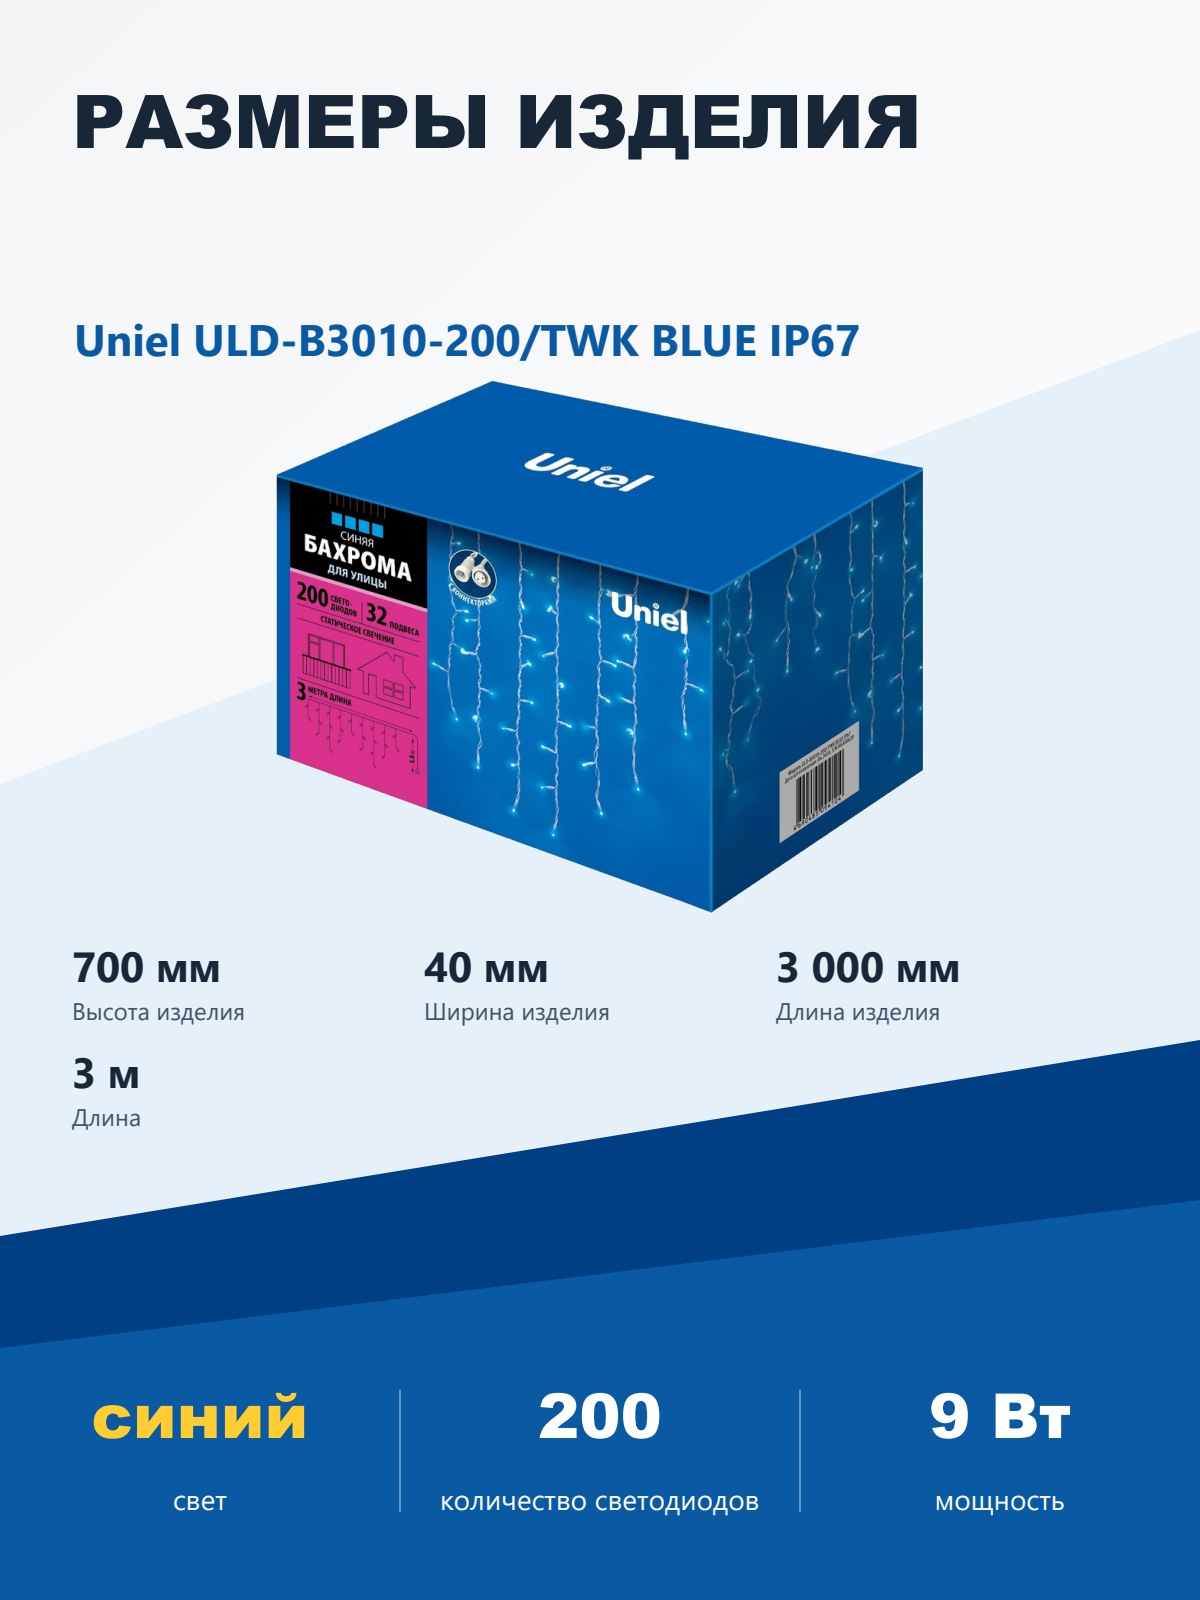 РАЗМЕРЫ ИЗДЕЛИЯ
Uniel ULD-B3010-200/TWK BLUE IP67
Uniel
СИНЯЯ
БАХРОМА
ДЛЯ УЛИЦЫ
200 СВЕТО-
ДИОДОВ
32 ПОДВЕСА
СТАТИЧЕСКОЕ СВЕЧЕНИЕ
3 МЕТРА ДЛИНА
С КОННЕКТОРАМИ
Uniel
700 мм
Высота изделия
40 мм
Ширина изделия
3 000 мм
Длина изделия
3 м
Длина
синий
свет
200
количество светодиодов
9 Вт
мощность